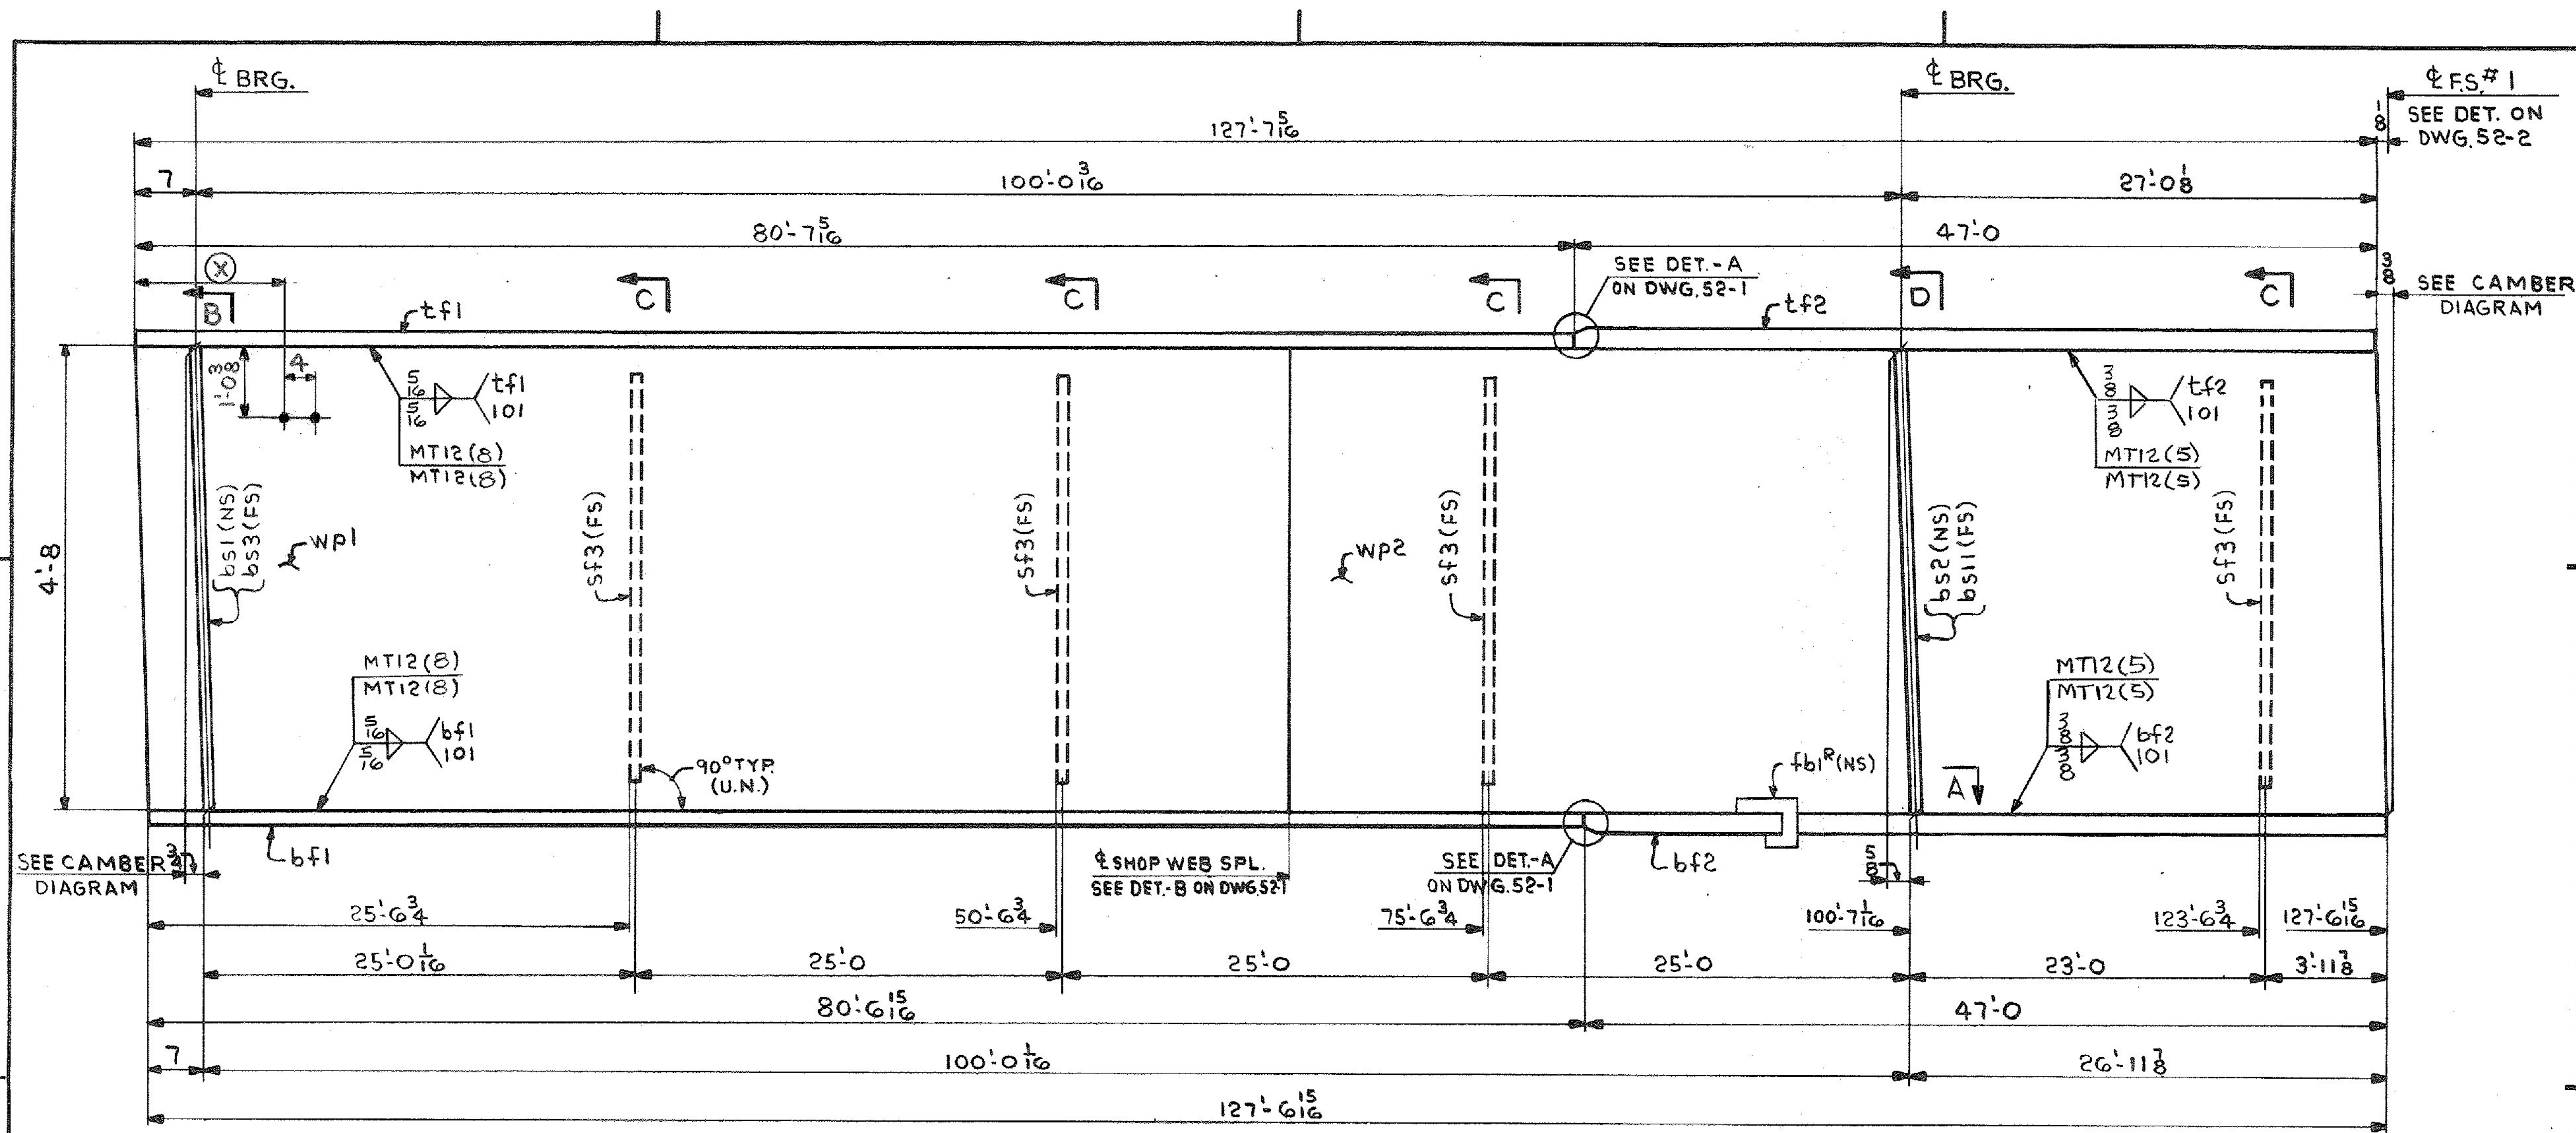 ℄ BRG.
℄ BRG.
℄ F.S. # 1
SEE DET. ON
DWG. 52-2
1/8
127'-7 5/16
7
100'-0 3/16
27'-0 1/8
80'-7 5/16
47'-0
X
B
C
C
C
D
C
SEE DET.-A
ON DWG. 52-1
3/8
SEE CAMBER
DIAGRAM
tf1
tf2
1'-0 3/8
4
5/16
5/16
tf1
101
MT12(8)
MT12(8)
3/8
3/8
tf2
101
MT12(5)
MT12(5)
4'-8
bs1(NS)
bs3(FS)
wp1
sf3(FS)
sf3(FS)
wp2
sf3(FS)
bs2(NS)
bs11(FS)
sf3(FS)
MT12(8)
MT12(8)
5/16
5/16
bf1
101
90° TYP.
(U.N.)
fb1R(NS)
MT12(5)
MT12(5)
3/8
3/8
bf2
101
A
SEE CAMBER
DIAGRAM
3/4
bf1
℄ SHOP WEB SPL.
SEE DET.-B ON DWG. 52-1
SEE DET.-A
ON DWG. 52-1
bf2
5/8
25'-6 3/4
50'-6 3/4
75'-6 3/4
100'-7 1/16
123'-6 3/4
127'-6 15/16
25'-0 1/16
25'-0
25'-0
25'-0
23'-0
3'-11 7/8
80'-6 15/16
47'-0
7
100'-0 1/16
26'-11 7/8
127'-6 15/16